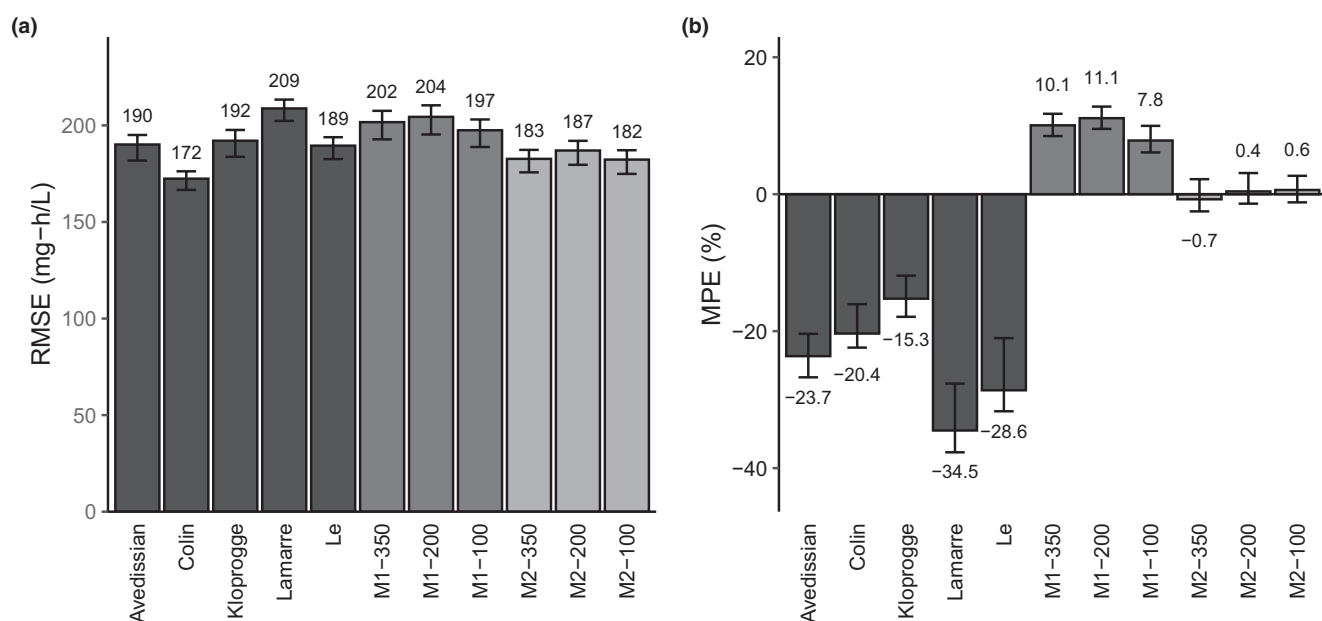 (a)
RMSE (mg−h/L)
200
150
100
50
0
190
172
192
209
189
202
204
197
183
187
182
Avedissian
Colin
Kloprogge
Lamarre
Le
M1−350
M1−200
M1−100
M2−350
M2−200
M2−100
(b)
MPE (%)
20
0
−20
−40
−23.7
−20.4
−15.3
−34.5
−28.6
10.1
11.1
7.8
−0.7
0.4
0.6
Avedissian
Colin
Kloprogge
Lamarre
Le
M1−350
M1−200
M1−100
M2−350
M2−200
M2−100